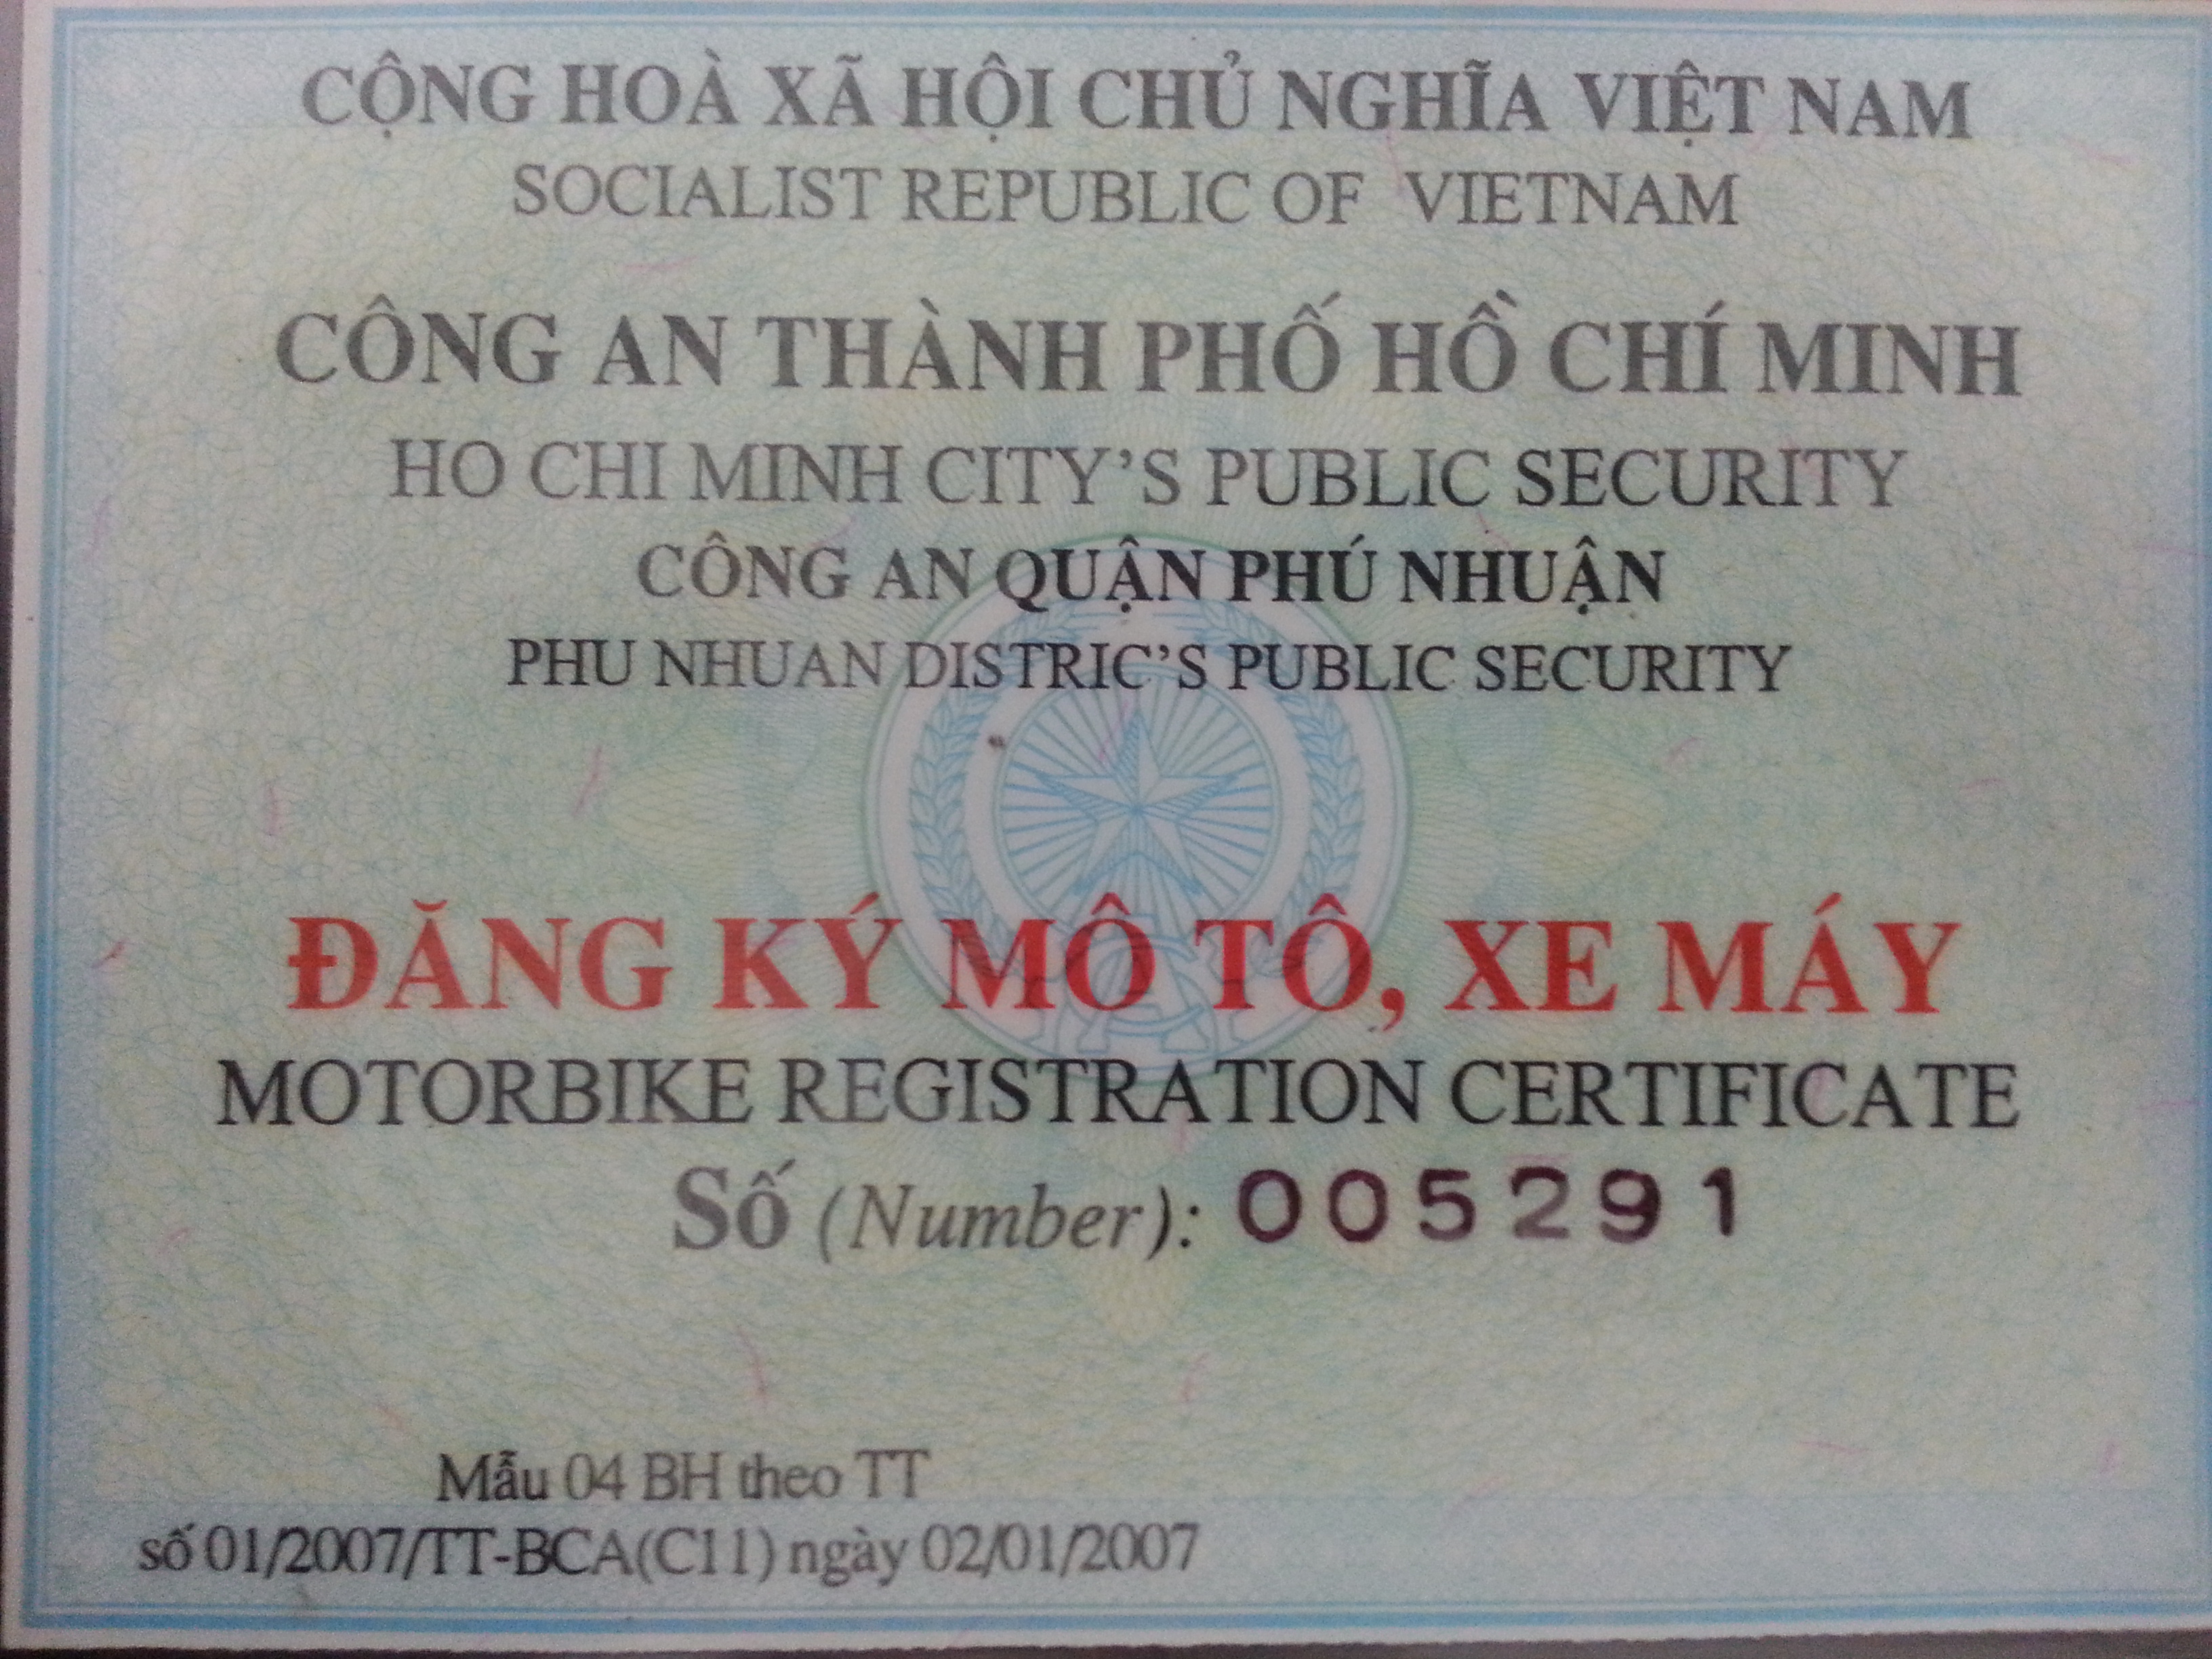 CỘNG HOÀ XÃ HỘI CHỦ NGHĨA VIỆT NAM
SOCIALIST REPUBLIC OF VIETNAM
CÔNG AN THÀNH PHỐ HỒ CHÍ MINH
HO CHI MINH CITY'S PUBLIC SECURITY
CÔNG AN QUẬN PHÚ NHUẬN
PHU NHUAN DISTRIC'S PUBLIC SECURITY
ĐĂNG KÝ MÔ TÔ, XE MÁY
MOTORBIKE REGISTRATION CERTIFICATE
Số (Number): 005291
Mẫu 04 BH theo TT
số 01/2007/TT-BCA(C11) ngày 02/01/2007